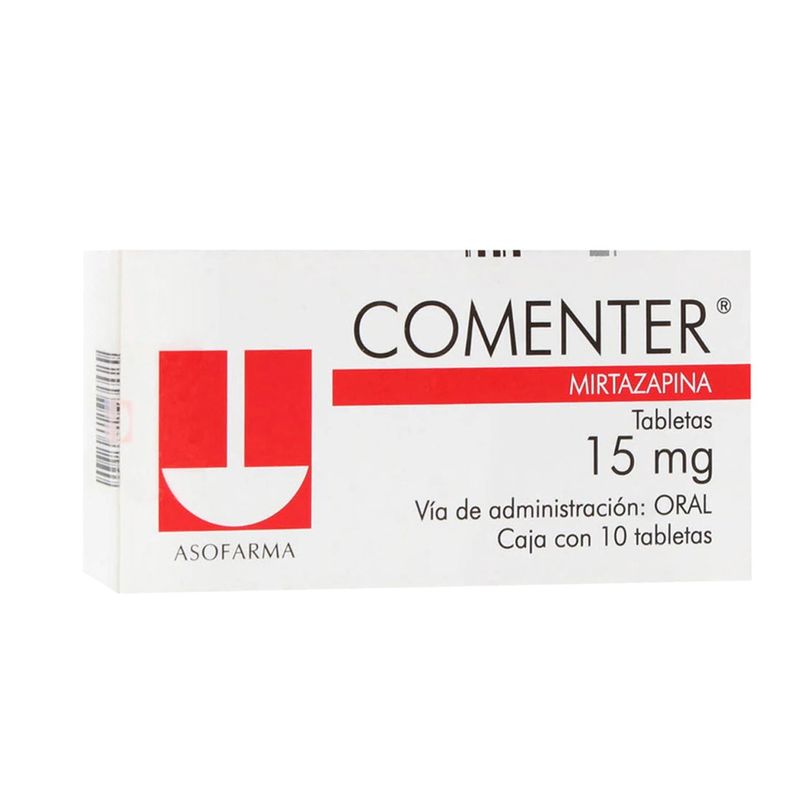 COMENTER®
MIRTAZAPINA
Tabletas
15 mg
Vía de administración: ORAL
Caja con 10 tabletas
ASOFARMA